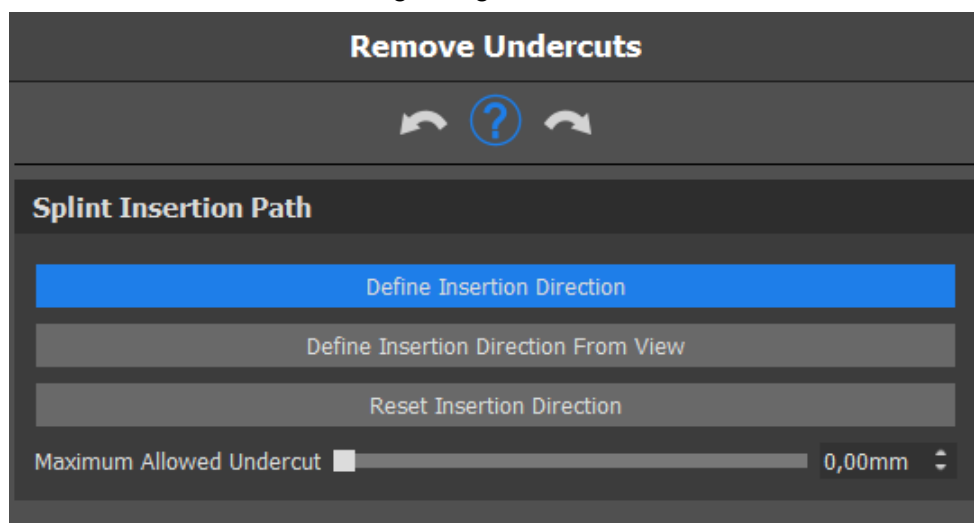 Remove Undercuts
?
Splint Insertion Path
Define Insertion Direction
Define Insertion Direction From View
Reset Insertion Direction
Maximum Allowed Undercut 0,00mm